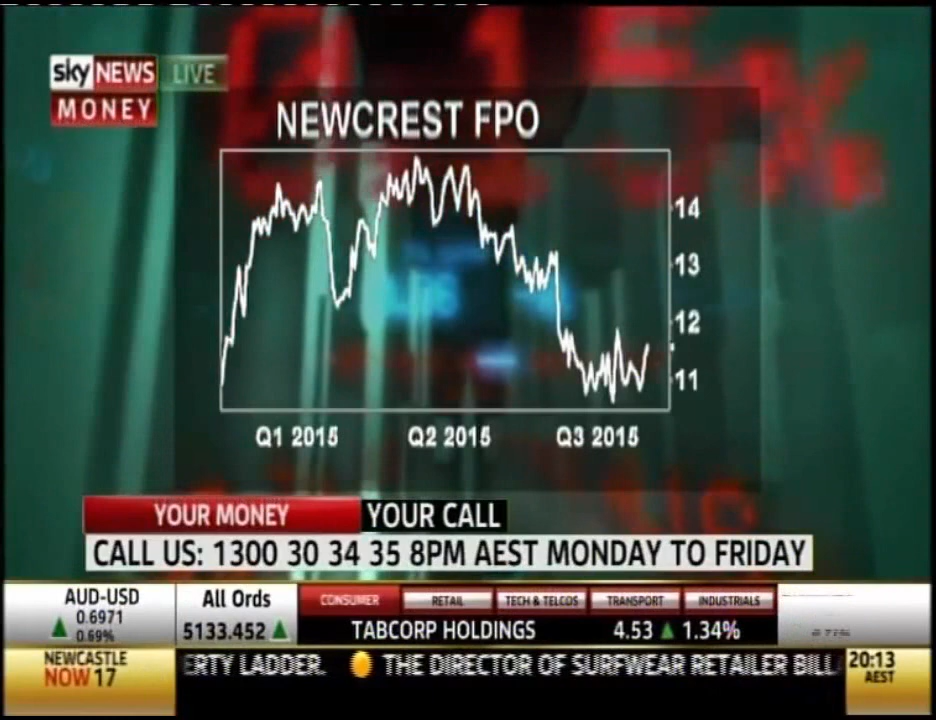 sky NEWS LIVE
MONEY
NEWCREST FPO
14
13
12
11
Q1 2015 Q2 2015 Q3 2015
YOUR MONEY YOUR CALL
CALL US: 1300 30 34 35 8PM AEST MONDAY TO FRIDAY
AUD-USD
0.6971
0.69%
All Ords
5133.452
CONSUMER RETAIL TECH & TELCOS TRANSPORT INDUSTRIALS
TABCORP HOLDINGS 4.53 1.34%
NEWCASTLE
NOW 17
ERTY LADDER. THE DIRECTOR OF SURFWEAR RETAILER BILL
20:13
AEST